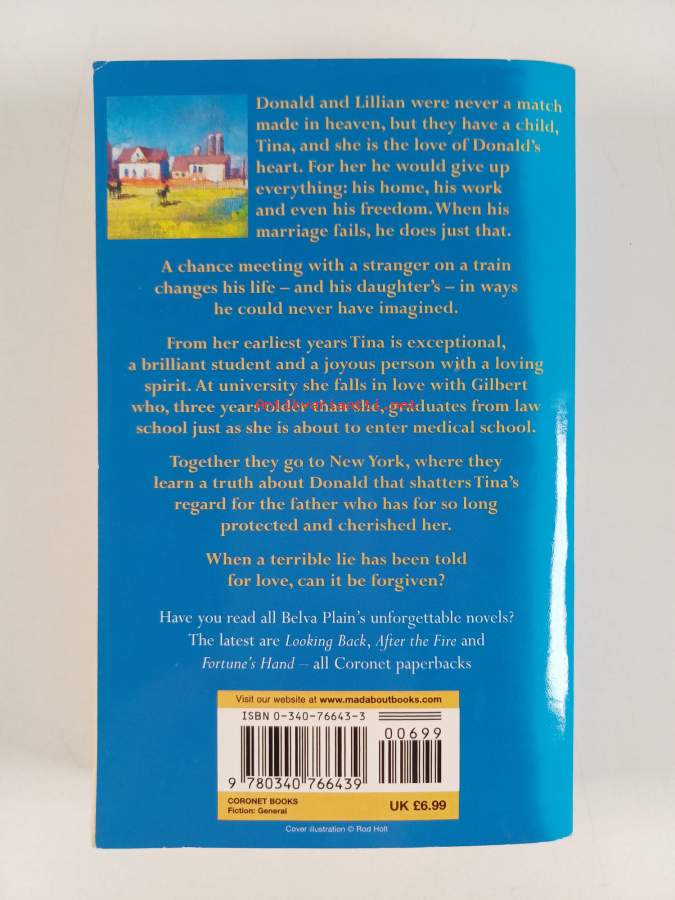 Donald and Lillian were never a match
made in heaven, but they have a child,
Tina, and she is the love of Donald's
heart. For her he would give up
everything: his home, his work
and even his freedom. When his
marriage fails, he does just that.
A chance meeting with a stranger on a train
changes his life – and his daughter's – in ways
he could never have imagined.
From her earliest years Tina is exceptional,
a brilliant student and a joyous person with a loving
spirit. At university she falls in love with Gilbert
who, three years older than she, graduates from law
Antikvariaatti.net
school just as she is about to enter medical school.
Together they go to New York, where they
learn a truth about Donald that shatters Tina's
regard for the father who has for so long
protected and cherished her.
When a terrible lie has been told
for love, can it be forgiven?
Have you read all Belva Plain's unforgettable novels?
The latest are Looking Back, After the Fire and
Fortune's Hand – all Coronet paperbacks
Visit our website at www.madaboutbooks.com
ISBN 0-340-76643-3
00699
9 780340 766439
CORONET BOOKS
Fiction: General
UK £6.99
Cover illustration © Rod Holt